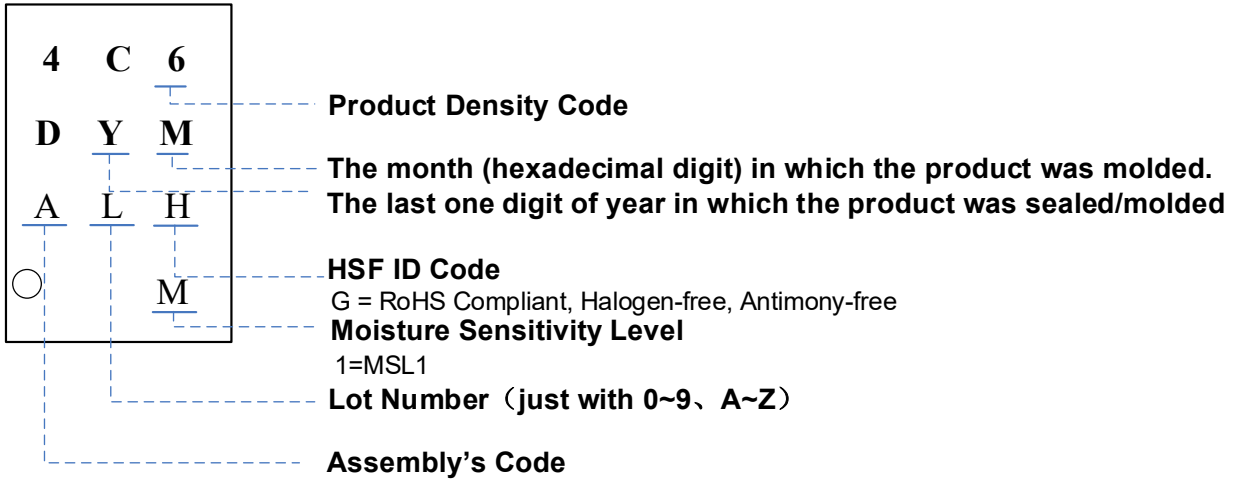 4 C 6
Product Density Code
D Y M
The month (hexadecimal digit) in which the product was molded.
The last one digit of year in which the product was sealed/molded
A L H
HSF ID Code
G = RoHS Compliant, Halogen-free, Antimony-free
M
Moisture Sensitivity Level
1=MSL1
Lot Number（just with 0~9、A~Z）
Assembly's Code